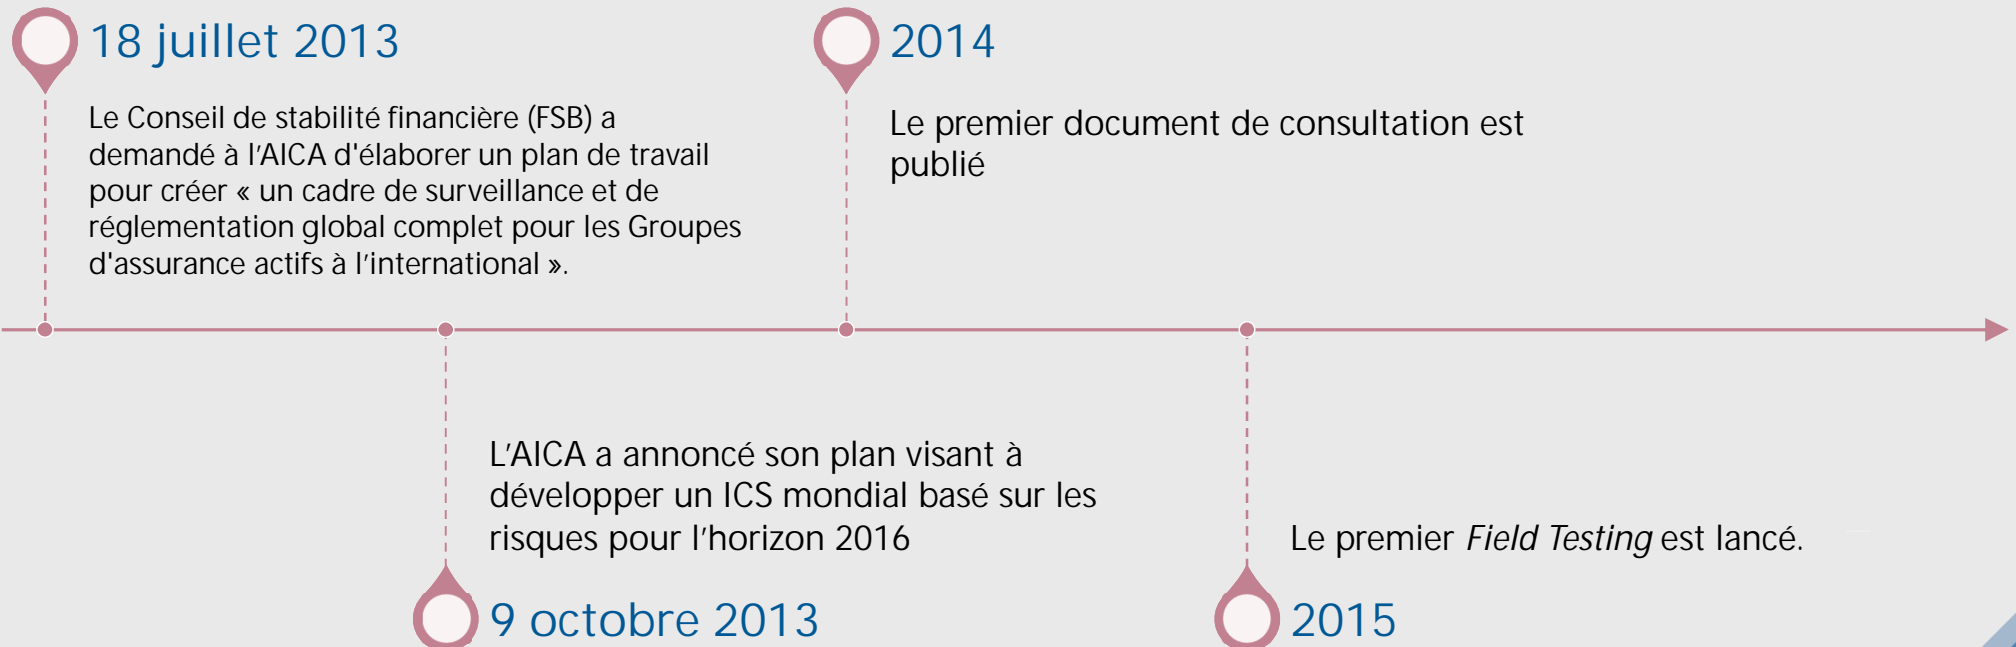 18 juillet 2013
Le Conseil de stabilité financière (FSB) a
demandé à l'AICA d'élaborer un plan de travail
pour créer « un cadre de surveillance et de
réglementation global complet pour les Groupes
d'assurance actifs à l'international ».
L'AICA a annoncé son plan visant à
développer un ICS mondial basé sur les
risques pour l'horizon 2016
9 octobre 2013
2014
Le premier document de consultation est
publié
Le premier Field Testing est lancé.
2015